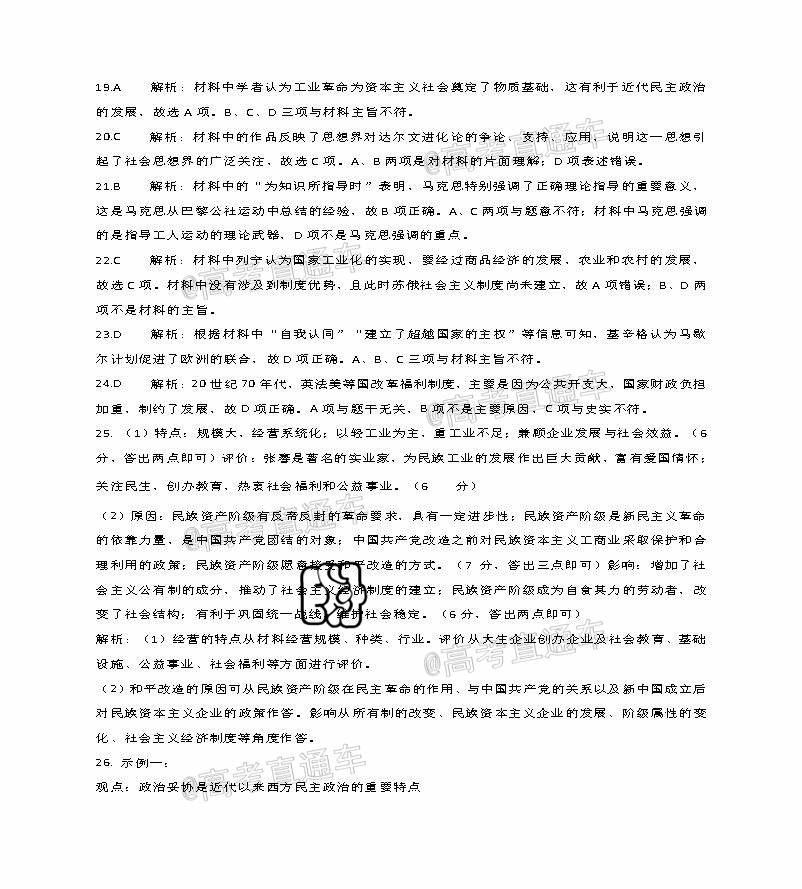 19.A 解析：材料中学者认为工业革命为资本主义社会奠定了物质基础，这有利于近代民主政治
的发展，故选 A 项。B、C、D 三项与材料主旨不符。
20.C 解析：材料中的作品反映了思想界对达尔文进化论的争论、支持、应用，说明这一思想引
起了社会思想界的广泛关注，故选 C 项。A、B 两项是对材料的片面理解；D 项表述错误。
21.B 解析：材料中的“为知识所指导时”表明，马克思特别强调了正确理论指导的重要意义，
这是马克思从巴黎公社运动中总结的经验，故 B 项正确。A、C 两项与题意不符；材料中马克思强调
的是指导工人运动的理论武器，D 项不是马克思强调的重点。
22.C 解析：材料中列宁认为国家工业化的实现，要经过商品经济的发展、农业和农村的发展，
故选 C 项。材料中没有涉及到制度优势，且此时苏俄社会主义制度尚未建立，故 A 项错误；B、D 两
项不是材料的主旨。
23.D 解析：根据材料中“自我认同”“建立了超越国家的主权”等信息可知，基辛格认为马歇
尔计划促进了欧洲的联合，故 D 项正确。A、B、C 三项与材料主旨不符。
24.D 解析：20 世纪 70 年代，英法美等国改革福利制度，主要是因为公共开支大，国家财政负担
加重，制约了发展，故 D 项正确。A 项与题干无关，B 项不是主要原因，C 项与史实不符。
25. （1）特点：规模大、经营系统化；以轻工业为主，重工业不足；兼顾企业发展与社会效益。（6
分，答出两点即可）评价：张謇是著名的实业家，为民族工业的发展作出巨大贡献，富有爱国情怀；
关注民生，创办教育，热衷社会福利和公益事业。（6 分）
（2）原因：民族资产阶级有反帝反封的革命要求，具有一定进步性；民族资产阶级是新民主义革命
的依靠力量，是中国共产党团结的对象；中国共产党改造之前对民族资本主义工商业采取保护和合
理利用的政策；民族资产阶级愿意接受和平改造的方式。（7 分，答出三点即可）影响：增加了社
会主义公有制的成分，推动了社会主义经济制度的建立；民族资产阶级成为自食其力的劳动者，改
变了社会结构；有利于巩固统一战线，维护社会稳定。（6 分，答出两点即可）
解析：（1）经营的特点从材料经营规模、种类、行业。评价从大生企业创办企业及社会教育、基础
设施、公益事业、社会福利等方面进行评价。
（2）和平改造的原因可从民族资产阶级在民主革命的作用、与中国共产党的关系以及新中国成立后
对民族资本主义企业的政策作答。影响从所有制的改变、民族资本主义企业的发展、阶级属性的变
化、社会主义经济制度等角度作答。
26. 示例一：
观点：政治妥协是近代以来西方民主政治的重要特点
@高考直通车
@高考直通车
@高考直通车
@高考直通车
@高考直通车
@高考直通车